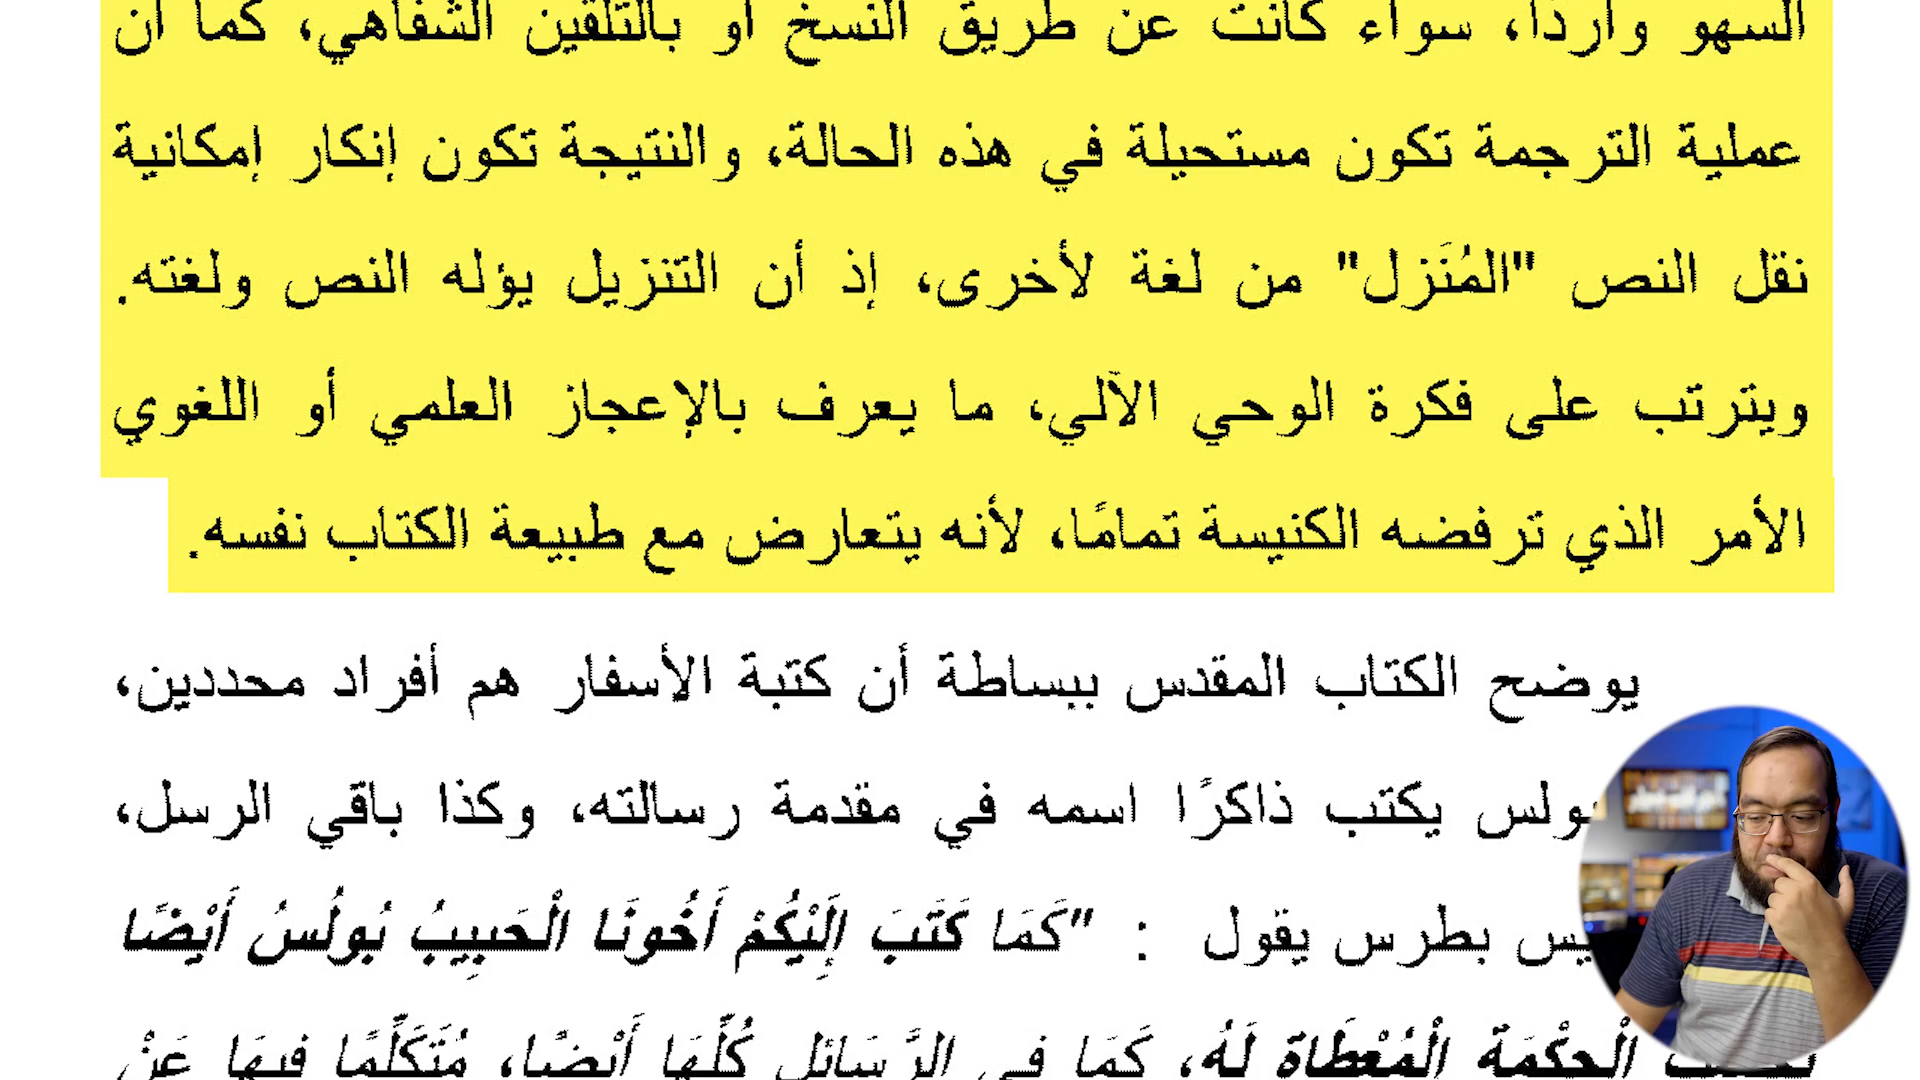 السهو واردًا، سواء كانت عن طريق النسخ أو بالتلقين الشفاهي، كما أن
عملية الترجمة تكون مستحيلة في هذه الحالة، والنتيجة تكون إنكار إمكانية
نقل النص "المُنَزل" من لغة لأخرى، إذ أن التنزيل يؤله النص ولغته.
ويترتب على فكرة الوحي الآلي، ما يعرف بالإعجاز العلمي أو اللغوي
الأمر الذي ترفضه الكنيسة تمامًا، لأنه يتعارض مع طبيعة الكتاب نفسه.
يوضح الكتاب المقدس ببساطة أن كتبة الأسفار هم أفراد محددين،
يكتب ذاكرًا اسمه في مقدمة رسالته، وكذا باقي الرسل،
بطرس يقول : "كَمَا كَتَبَ إِلَيْكُمْ أَخُونَا الْحَبِيبُ بُولُسُ أَيْضًا
الْحِكْمَةِ الْمُعْطَاةِ لَهُ، كَمَا فِي الرَّسَائِلِ كُلِّهَا أَيْضًا، مُتَكَلِّمًا فِيهَا عَنْ